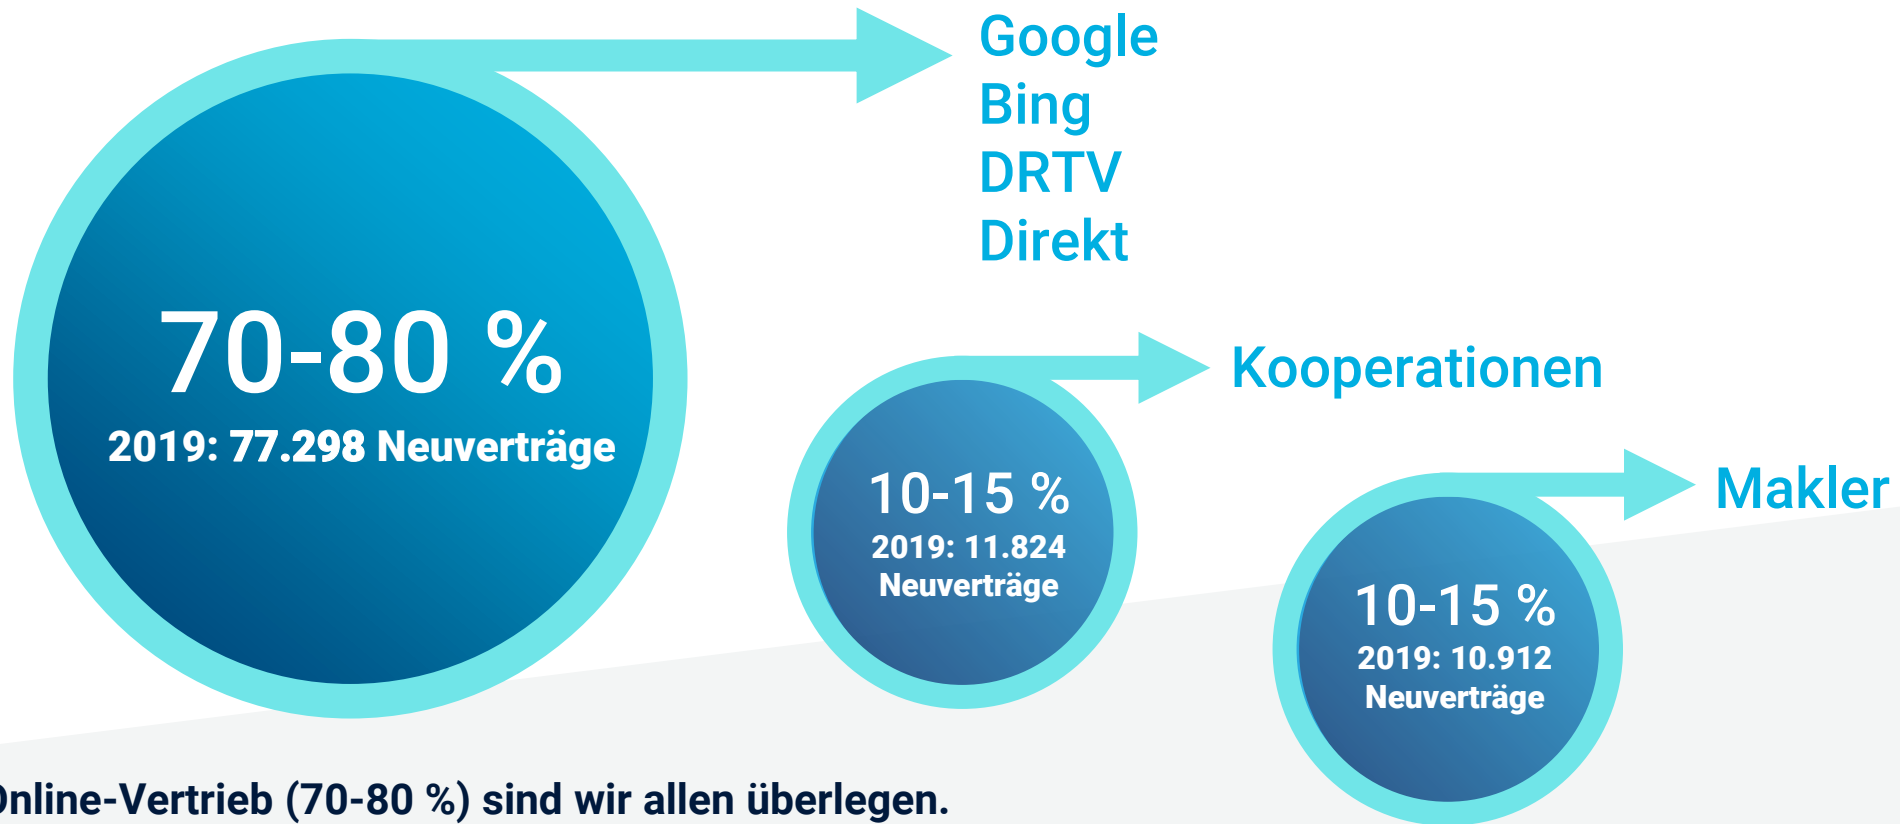 Google
Bing
DRTV
Direkt
70-80 %
2019: 77.298 Neuverträge
Kooperationen
10-15 %
2019: 11.824
Neuverträge
Makler
10-15 %
2019: 10.912
Neuverträge
Online-Vertrieb (70-80 %) sind wir allen überlegen.